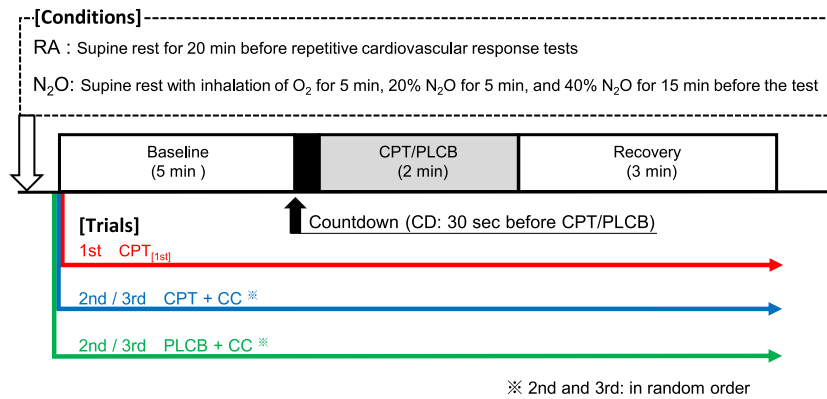 [Conditions]
RA : Supine rest for 20 min before repetitive cardiovascular response tests
N2O: Supine rest with inhalation of O2 for 5 min, 20% N2O for 5 min, and 40% N2O for 15 min before the test
Baseline
(5 min )
CPT/PLCB
(2 min)
Recovery
(3 min)
Countdown (CD: 30 sec before CPT/PLCB)
[Trials]
1st CPT[1st]
2nd / 3rd CPT + CC ※
2nd / 3rd PLCB + CC ※
※ 2nd and 3rd: in random order